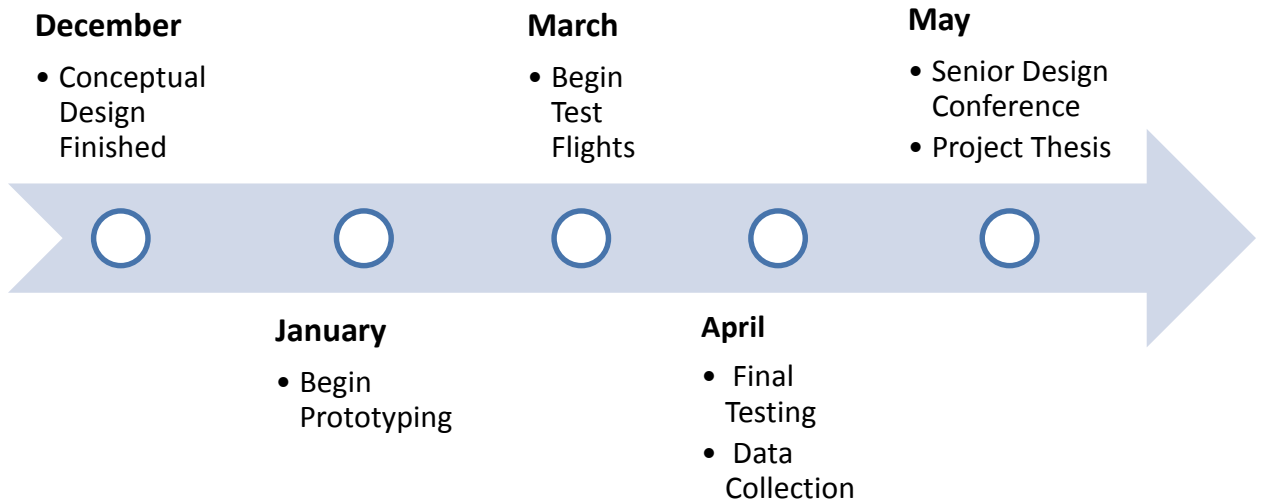 December
• Conceptual
Design
Finished
January
• Begin
Prototyping
March
• Begin
Test
Flights
April
• Final
Testing
• Data
Collection
May
• Senior Design
Conference
• Project Thesis